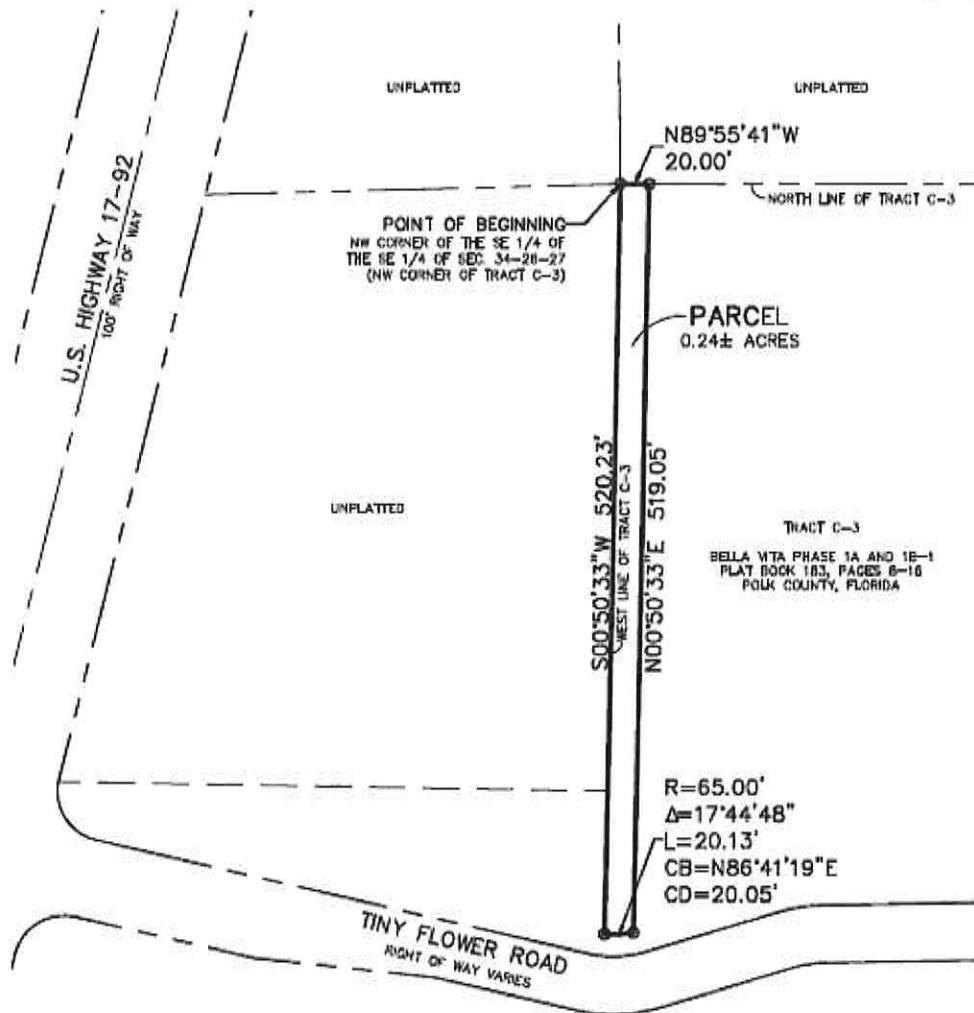 UNPLATTED
UNPLATTED
N89°55'41"W
20.00'
NORTH LINE OF TRACT C-3
POINT OF BEGINNING
NW CORNER OF THE SE 1/4 OF
THE SE 1/4 OF SEC. 34-28-27
(NW CORNER OF TRACT C-3)
U.S. HIGHWAY 17-92
100' RIGHT OF WAY
PARCEL
0.24± ACRES
S00°50'33"W 520.23'
WEST LINE OF TRACT C-3
N00°50'33"E 519.05'
UNPLATTED
TRACT C-3
BELLA VITA PHASE 1A AND 1B-1
PLAT BOOK 183, PAGES 8-16
POLK COUNTY, FLORIDA
R=65.00'
Δ=17°44'48"
L=20.13'
CB=N86°41'19"E
CD=20.05'
TINY FLOWER ROAD
RIGHT OF WAY VARIES